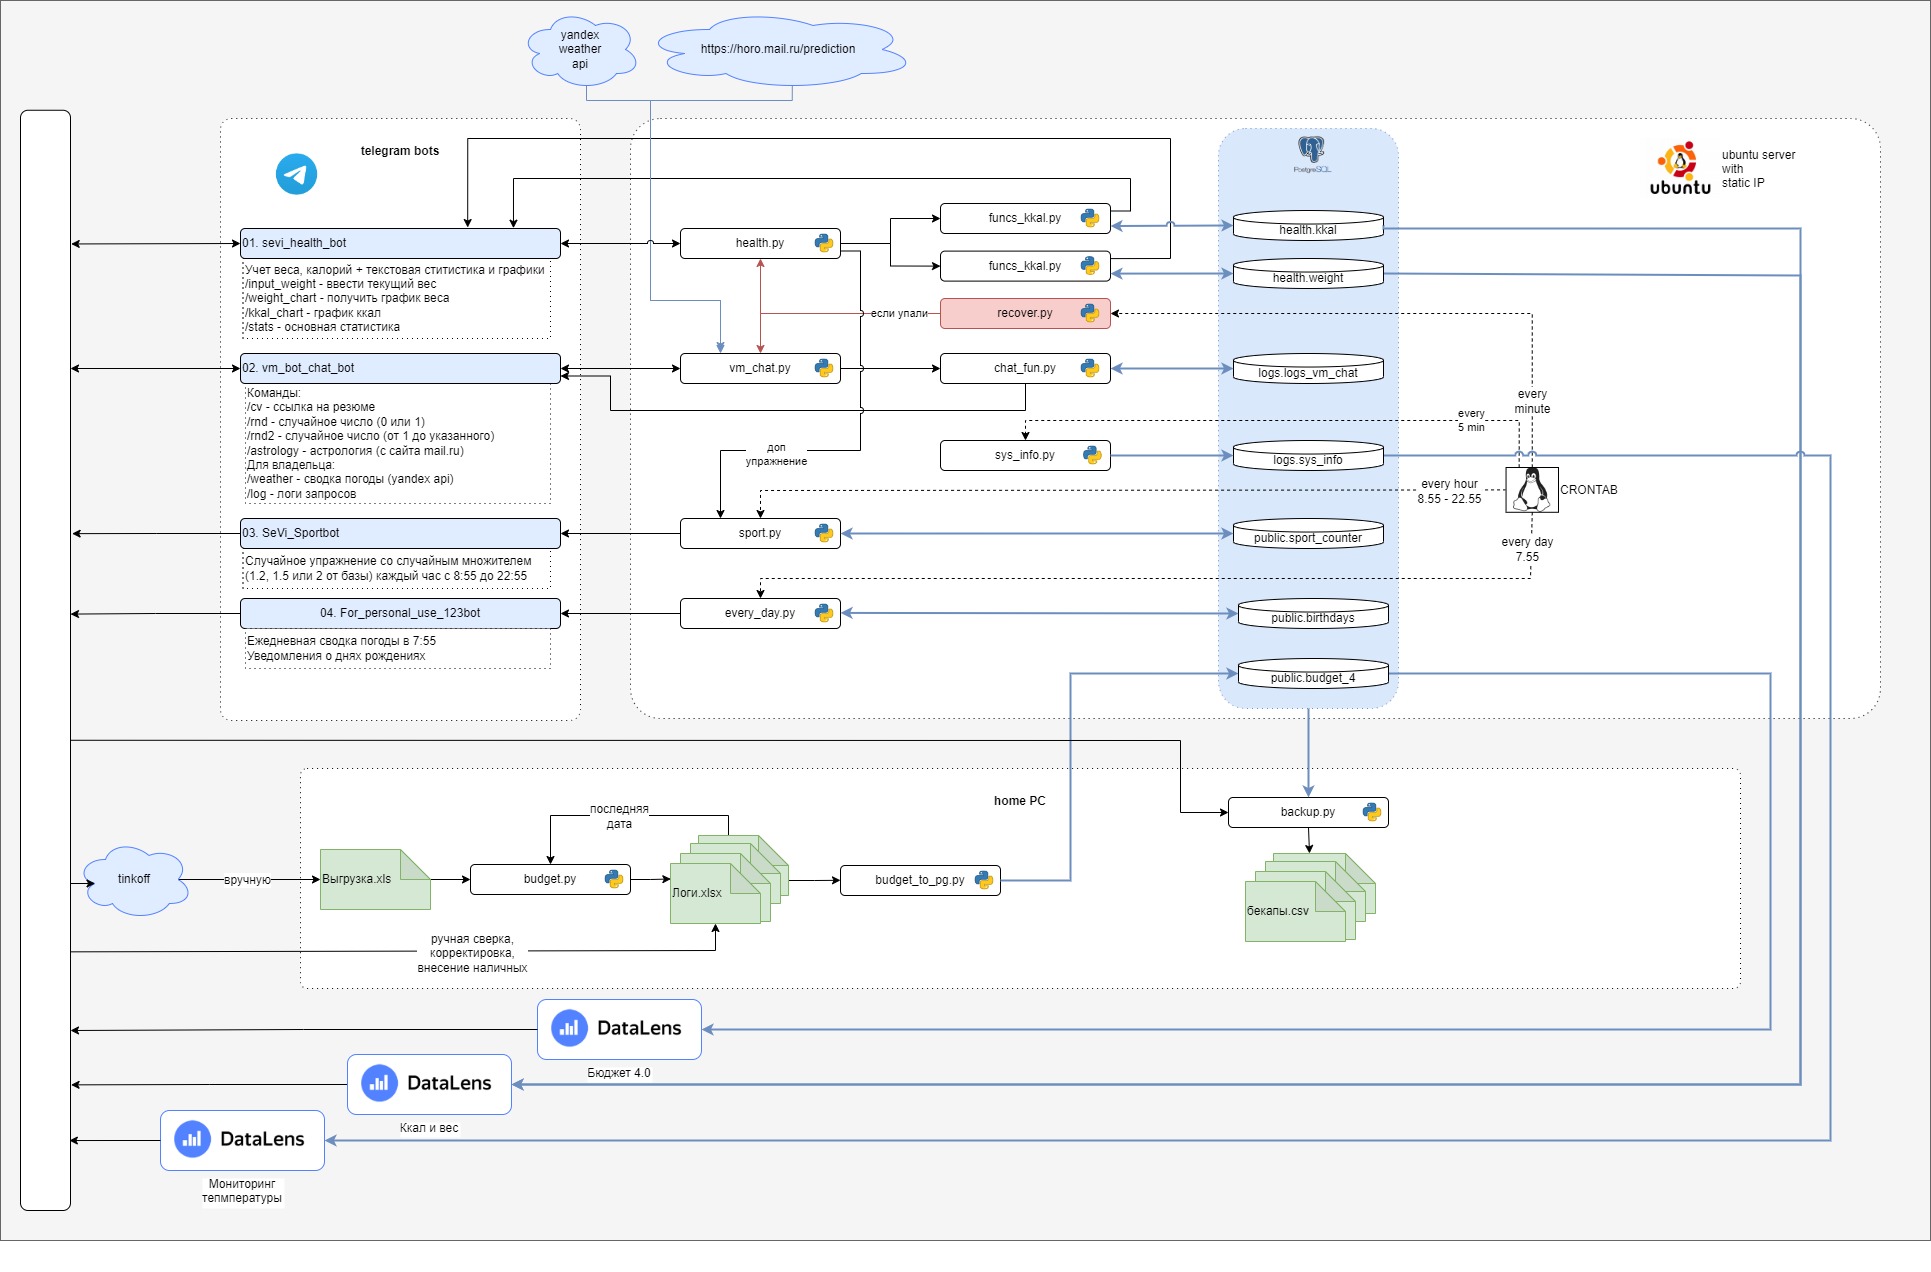 yandex
weather
api
https://horo.mail.ru/prediction
telegram bots
PostgreSQL
ubuntu
ubuntu server
with
static IP
01. sevi_health_bot
Учет веса, калорий + текстовая ститистика и графики
/input_weight - ввести текущий вес
/weight_chart - получить график веса
/kkal_chart - график ккал
/stats - основная статистика
health.py
funcs_kkal.py
funcs_kkal.py
health.kkal
health.weight
если упали
recover.py
02. vm_bot_chat_bot
Команды:
/cv - ссылка на резюме
/rnd - случайное число (0 или 1)
/rnd2 - случайное число (от 1 до указанного)
/astrology - астрология (с сайта mail.ru)
Для владельца:
/weather - сводка погоды (yandex api)
/log - логи запросов
vm_chat.py
chat_fun.py
logs.logs_vm_chat
every
minute
every
5 min
доп
упражнение
sys_info.py
logs.sys_info
every hour
8.55 - 22.55
CRONTAB
03. SeVi_Sportbot
Случайное упражнение со случайным множителем
(1.2, 1.5 или 2 от базы) каждый час с 8:55 до 22:55
sport.py
public.sport_counter
every day
7.55
04. For_personal_use_123bot
Ежедневная сводка погоды в 7:55
Уведомления о днях рождениях
every_day.py
public.birthdays
public.budget_4
home PC
backup.py
бекапы.csv
последняя
дата
tinkoff
вручную
Выгрузка.xls
budget.py
Логи.xlsx
budget_to_pg.py
ручная сверка,
корректировка,
внесение наличных
DataLens
Бюджет 4.0
DataLens
Ккал и вес
DataLens
Мониторинг
тепмпературы